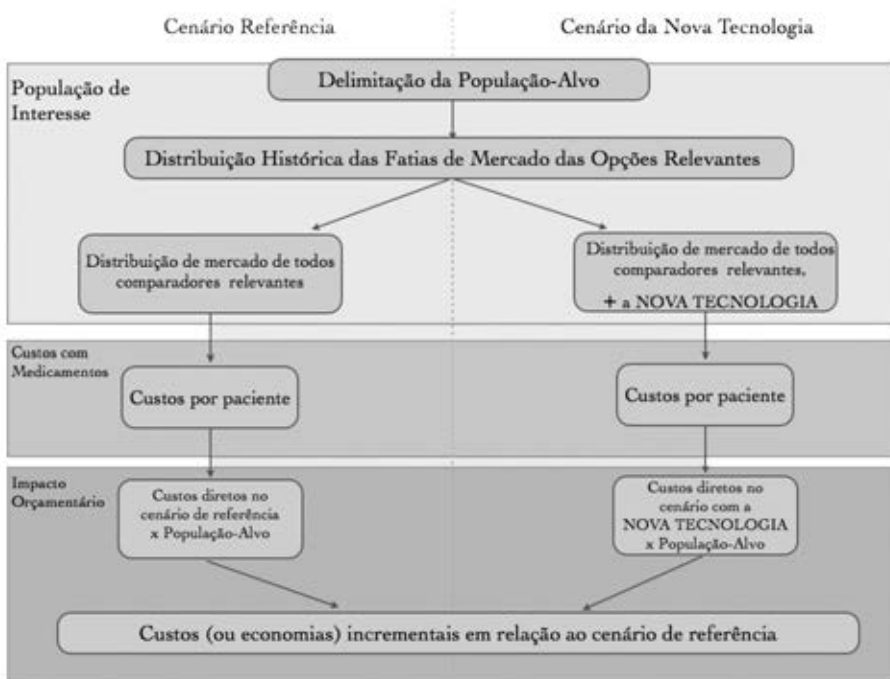 Cenário Referência
Cenário da Nova Tecnologia
População de
Interesse
Delimitação da População-Alvo
Distribuição Histórica das Fatias de Mercado das Opções Relevantes
Distribuição de mercado de todos
comparadores relevantes
Distribuição de mercado de todos
comparadores relevantes,
+ a NOVA TECNOLOGIA
Custos com
Medicamentos
Custos por paciente
Custos por paciente
Impacto
Orçamentário
Custos diretos no
cenário de referência
x População-Alvo
Custos diretos no
cenário com a
NOVA TECNOLOGIA
x População-Alvo
Custos (ou economias) incrementais em relação ao cenário de referência